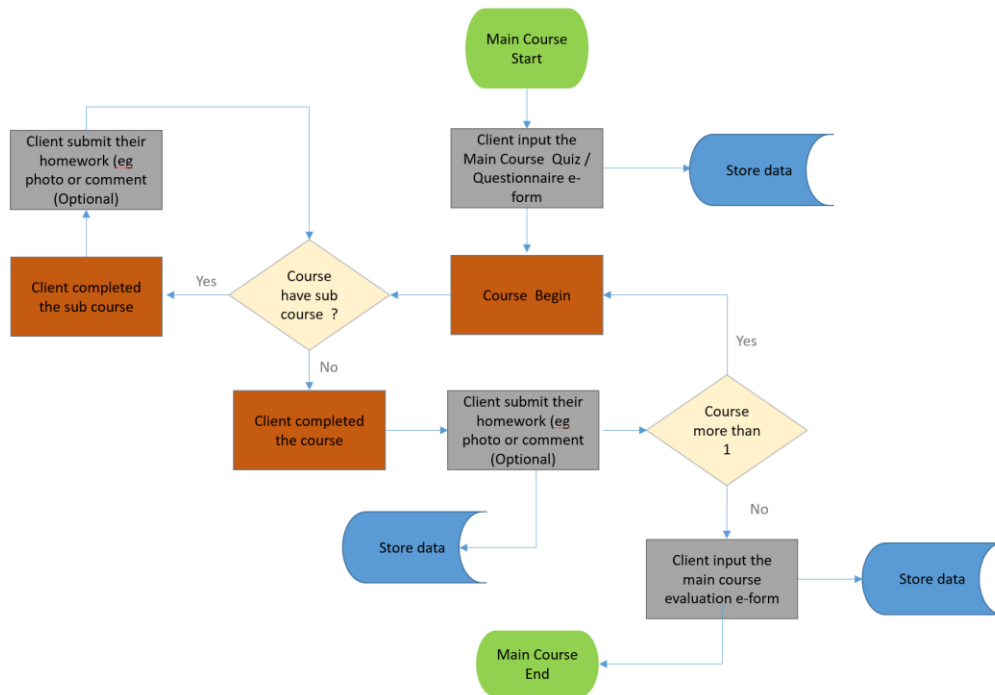 Main Course
Start
Client input the
Main Course  Quiz /
Questionnaire e-
form
Store data
Client submit their
homework (eg
photo or comment
(Optional)
Client completed
the sub course
Yes
Course
have sub
course  ?
Course  Begin
Yes
No
Client completed
the course
Client submit their
homework (eg
photo or comment
(Optional)
Course
more than
1
No
Store data
Client input the
main course
evaluation e-form
Store data
Main Course
End